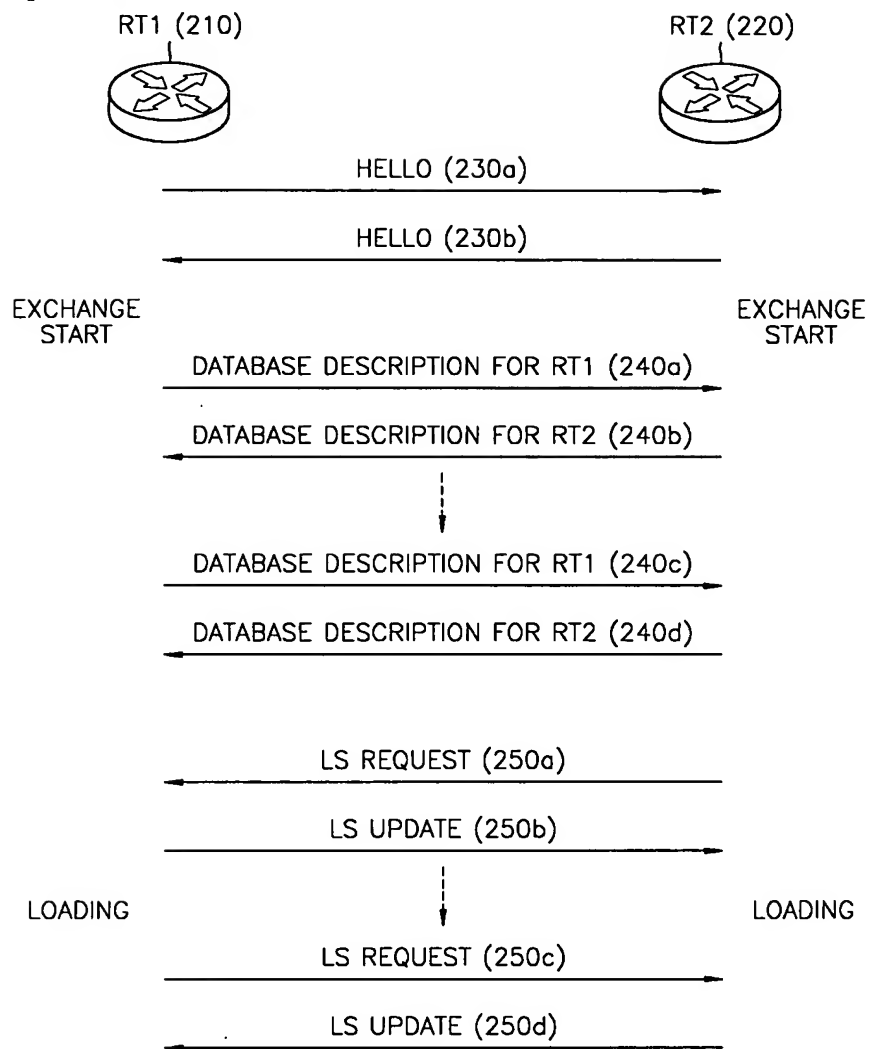 RT1 (210)
RT2 (220)
HELLO (230a)
HELLO (230b)
EXCHANGE
START
EXCHANGE
START
DATABASE DESCRIPTION FOR RT1 (240a)
DATABASE DESCRIPTION FOR RT2 (240b)
DATABASE DESCRIPTION FOR RT1 (240c)
DATABASE DESCRIPTION FOR RT2 (240d)
LS REQUEST (250a)
LS UPDATE (250b)
LOADING
LOADING
LS REQUEST (250c)
LS UPDATE (250d)